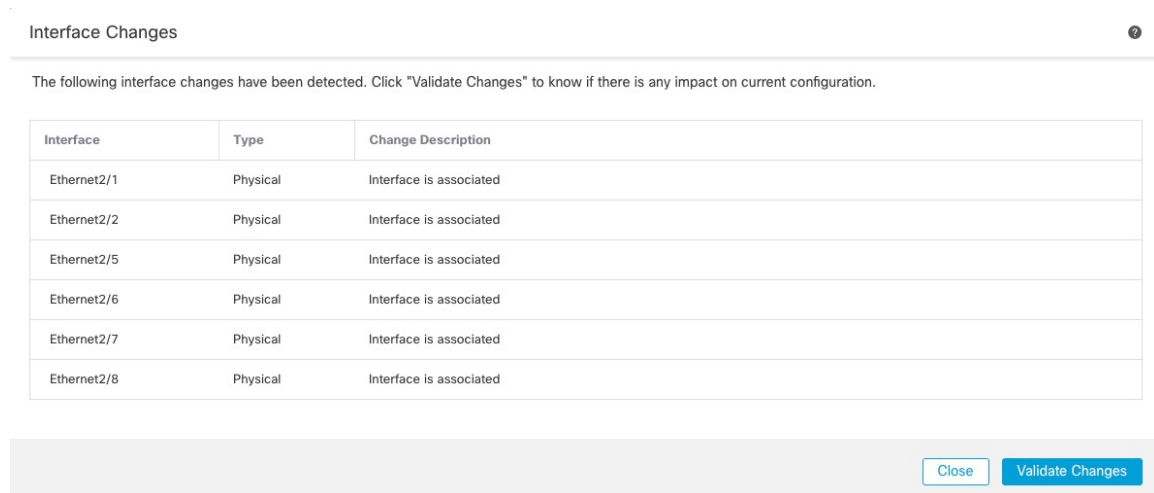 Interface Changes
?
The following interface changes have been detected. Click "Validate Changes" to know if there is any impact on current configuration.
Interface Type Change Description
Ethernet2/1 Physical Interface is associated
Ethernet2/2 Physical Interface is associated
Ethernet2/5 Physical Interface is associated
Ethernet2/6 Physical Interface is associated
Ethernet2/7 Physical Interface is associated
Ethernet2/8 Physical Interface is associated
Close Validate Changes